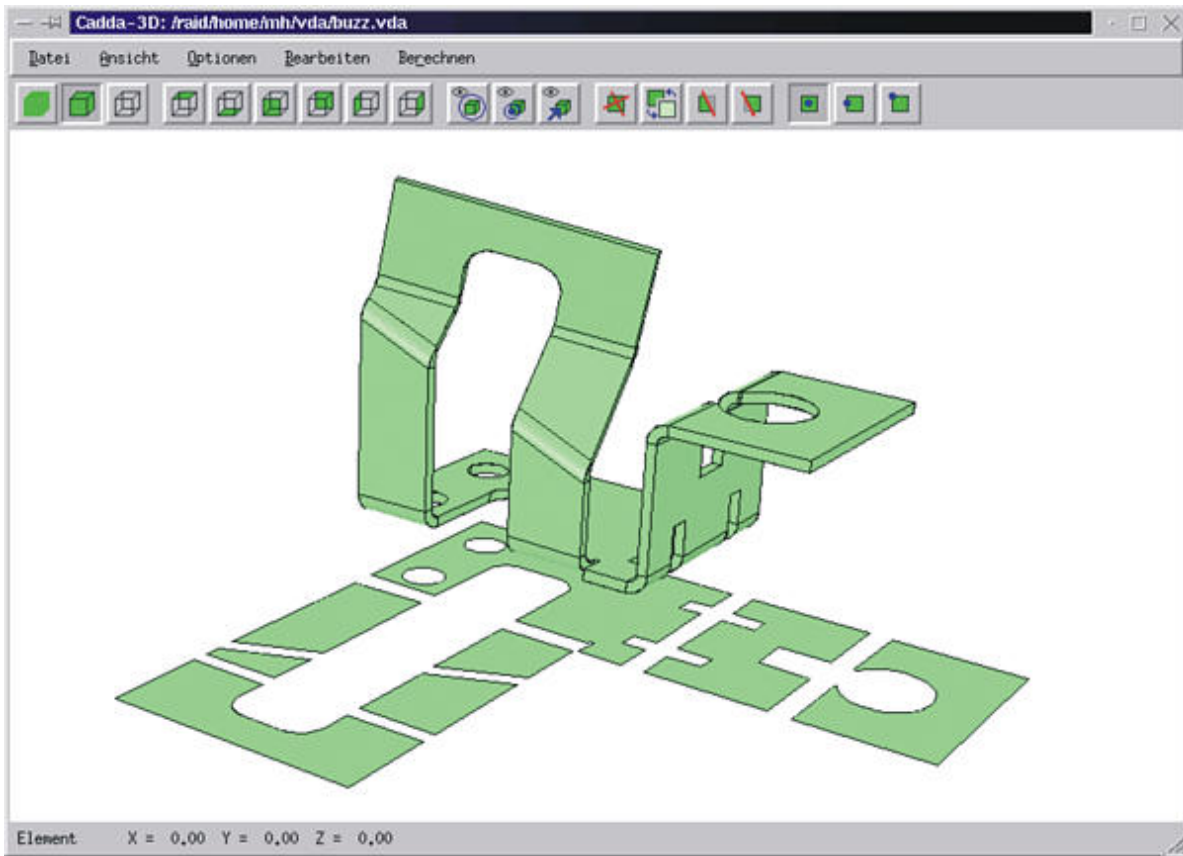 Cadda-3D: /raid/home/mh/vda/buzz.vda
Datei Ansicht Optionen Bearbeiten Berechnen
Element X = 0.00 Y = 0.00 Z = 0.00